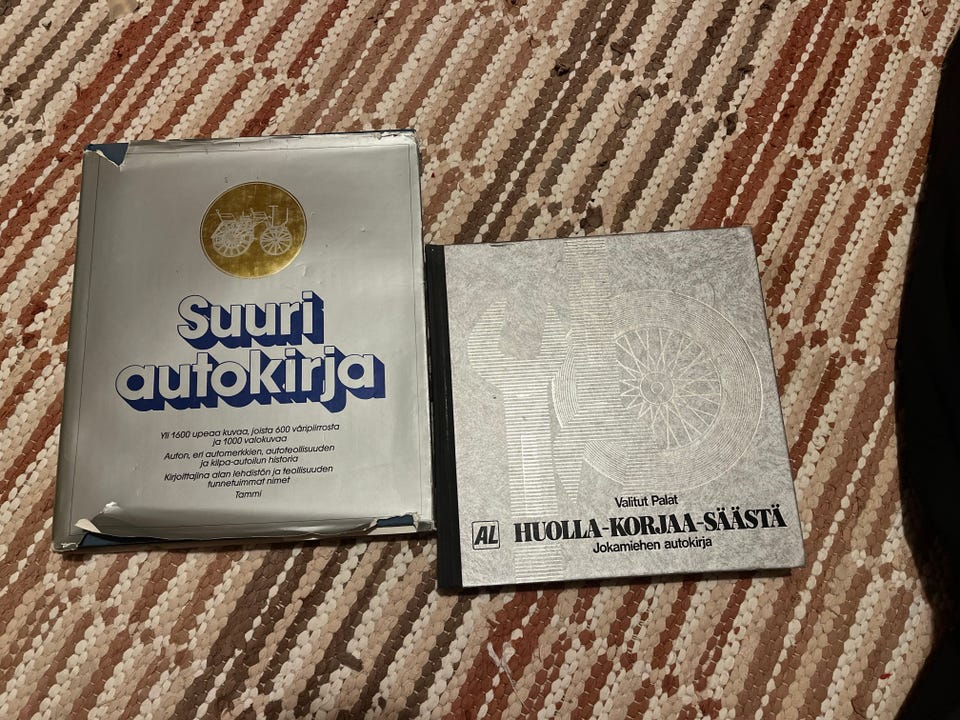 Suuri
autokirja
Yli 1600 upeaa kuvaa, joista 600 väripiirrosta
ja 1000 valokuvaa
Auton, eri automerkkien, autoteollisuuden
ja kilpa-autoilun historia
Kirjoittajina alan lehdistön ja teollisuuden
tunnetuimmat nimet
Tammi
Valitut Palat
AL HUOLLA-KORJAA-SÄÄSTÄ
Jokamiehen autokirja